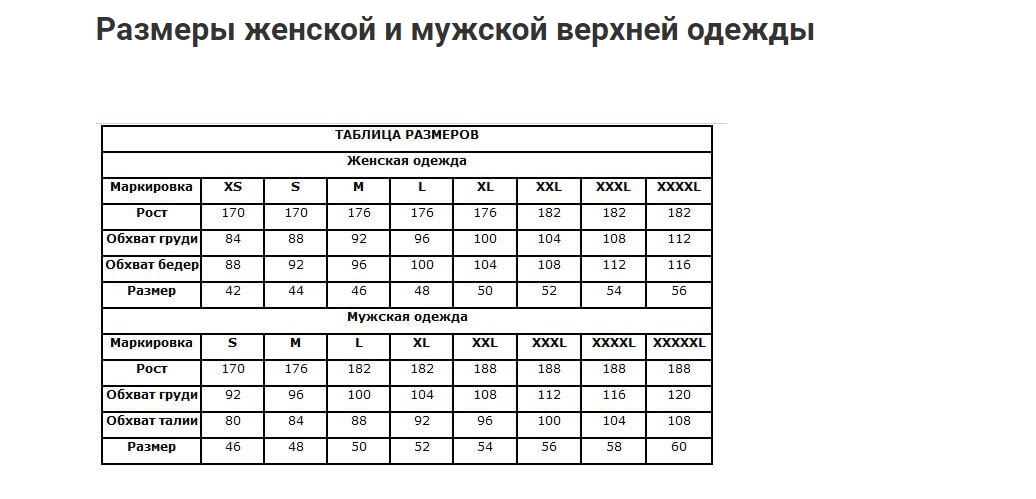 Размеры женской и мужской верхней одежды
ТАБЛИЦА РАЗМЕРОВ
Женская одежда
Маркировка XS S M L XL XXL XXXL XXXXL
Рост 170 170 176 176 176 182 182 182
Обхват груди 84 88 92 96 100 104 108 112
Обхват бедер 88 92 96 100 104 108 112 116
Размер 42 44 46 48 50 52 54 56
Мужская одежда
Маркировка S M L XL XXL XXXL XXXXL XXXXXL
Рост 170 176 182 182 188 188 188 188
Обхват груди 92 96 100 104 108 112 116 120
Обхват талии 80 84 88 92 96 100 104 108
Размер 46 48 50 52 54 56 58 60